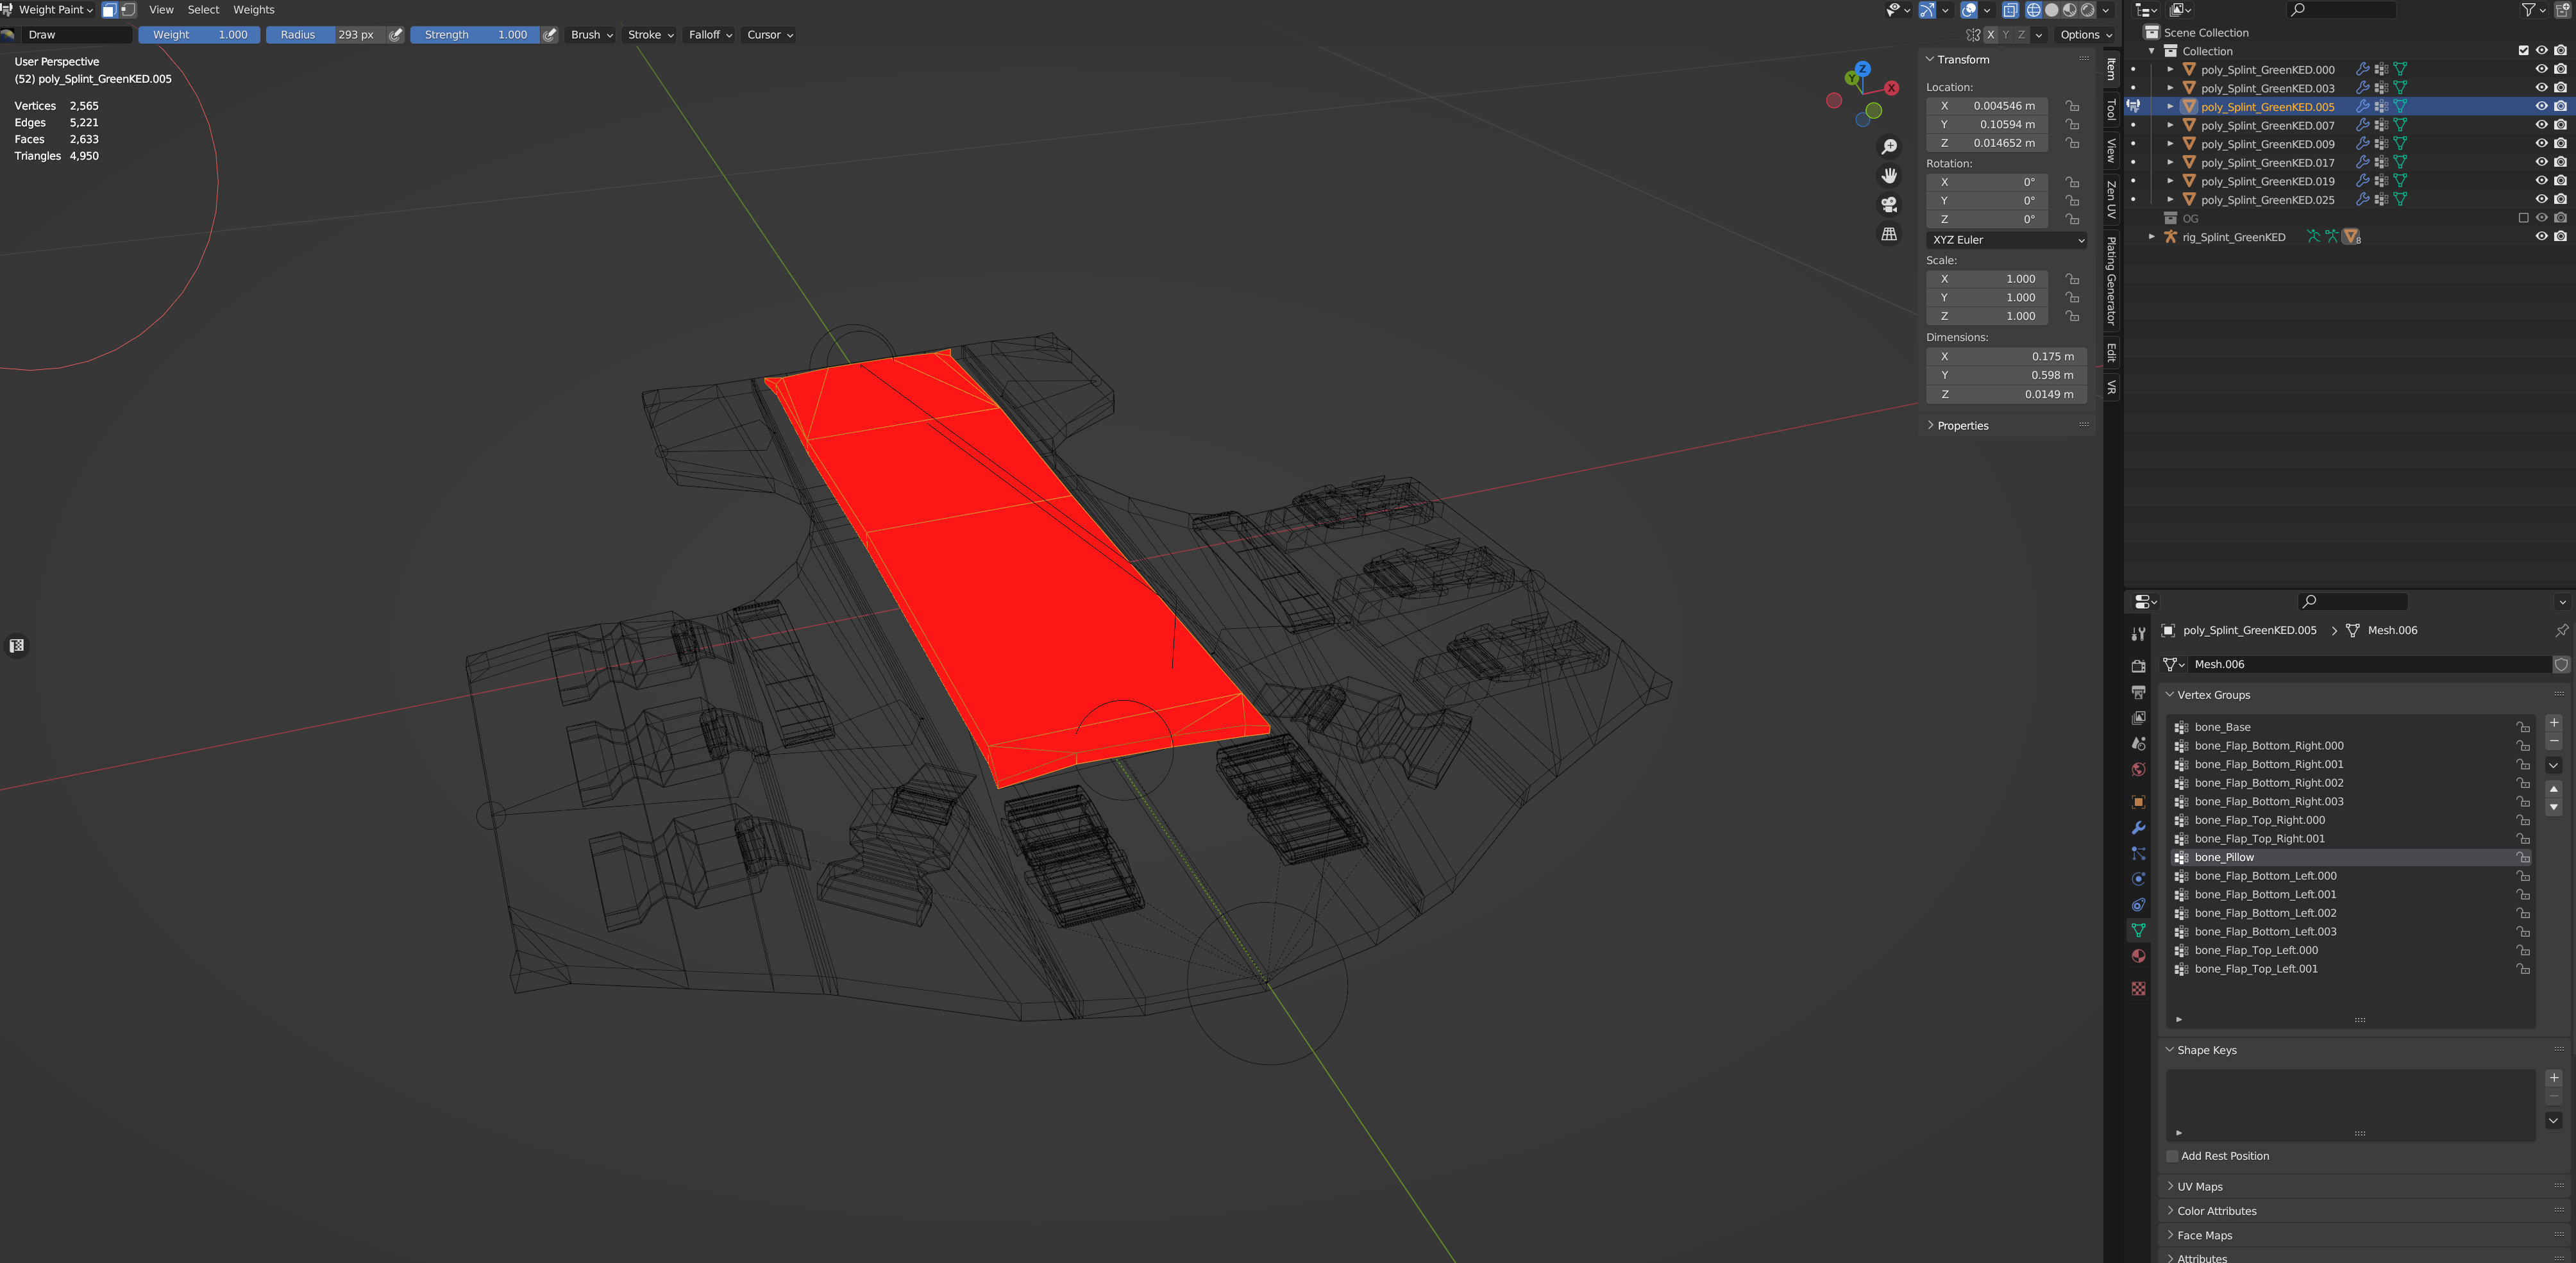 Weight Paint View Select Weights
Draw Weight 1.000 Radius 293 px Strength 1.000 Brush Stroke Falloff Cursor X Y Z Options
User Perspective
(52) poly_Splint_GreenKED.005
Vertices 2,565
Edges 5,221
Faces 2,633
Triangles 4,950
Z
Y
X
Transform
Location:
X 0.004546 m
Y 0.10594 m
Z 0.014652 m
Rotation:
X 0°
Y 0°
Z 0°
XYZ Euler
Scale:
X 1.000
Y 1.000
Z 1.000
Dimensions:
X 0.175 m
Y 0.598 m
Z 0.0149 m
Properties
Item
Tool
View
Zen UV
Plating Generator
Edit
VR
Scene Collection
Collection
poly_Splint_GreenKED.000
poly_Splint_GreenKED.003
poly_Splint_GreenKED.005
poly_Splint_GreenKED.007
poly_Splint_GreenKED.009
poly_Splint_GreenKED.017
poly_Splint_GreenKED.019
poly_Splint_GreenKED.025
OG
rig_Splint_GreenKED 8
poly_Splint_GreenKED.005 Mesh.006
Mesh.006
Vertex Groups
bone_Base
bone_Flap_Bottom_Right.000
bone_Flap_Bottom_Right.001
bone_Flap_Bottom_Right.002
bone_Flap_Bottom_Right.003
bone_Flap_Top_Right.000
bone_Flap_Top_Right.001
bone_Pillow
bone_Flap_Bottom_Left.000
bone_Flap_Bottom_Left.001
bone_Flap_Bottom_Left.002
bone_Flap_Bottom_Left.003
bone_Flap_Top_Left.000
bone_Flap_Top_Left.001
Shape Keys
Add Rest Position
UV Maps
Color Attributes
Face Maps
Attributes